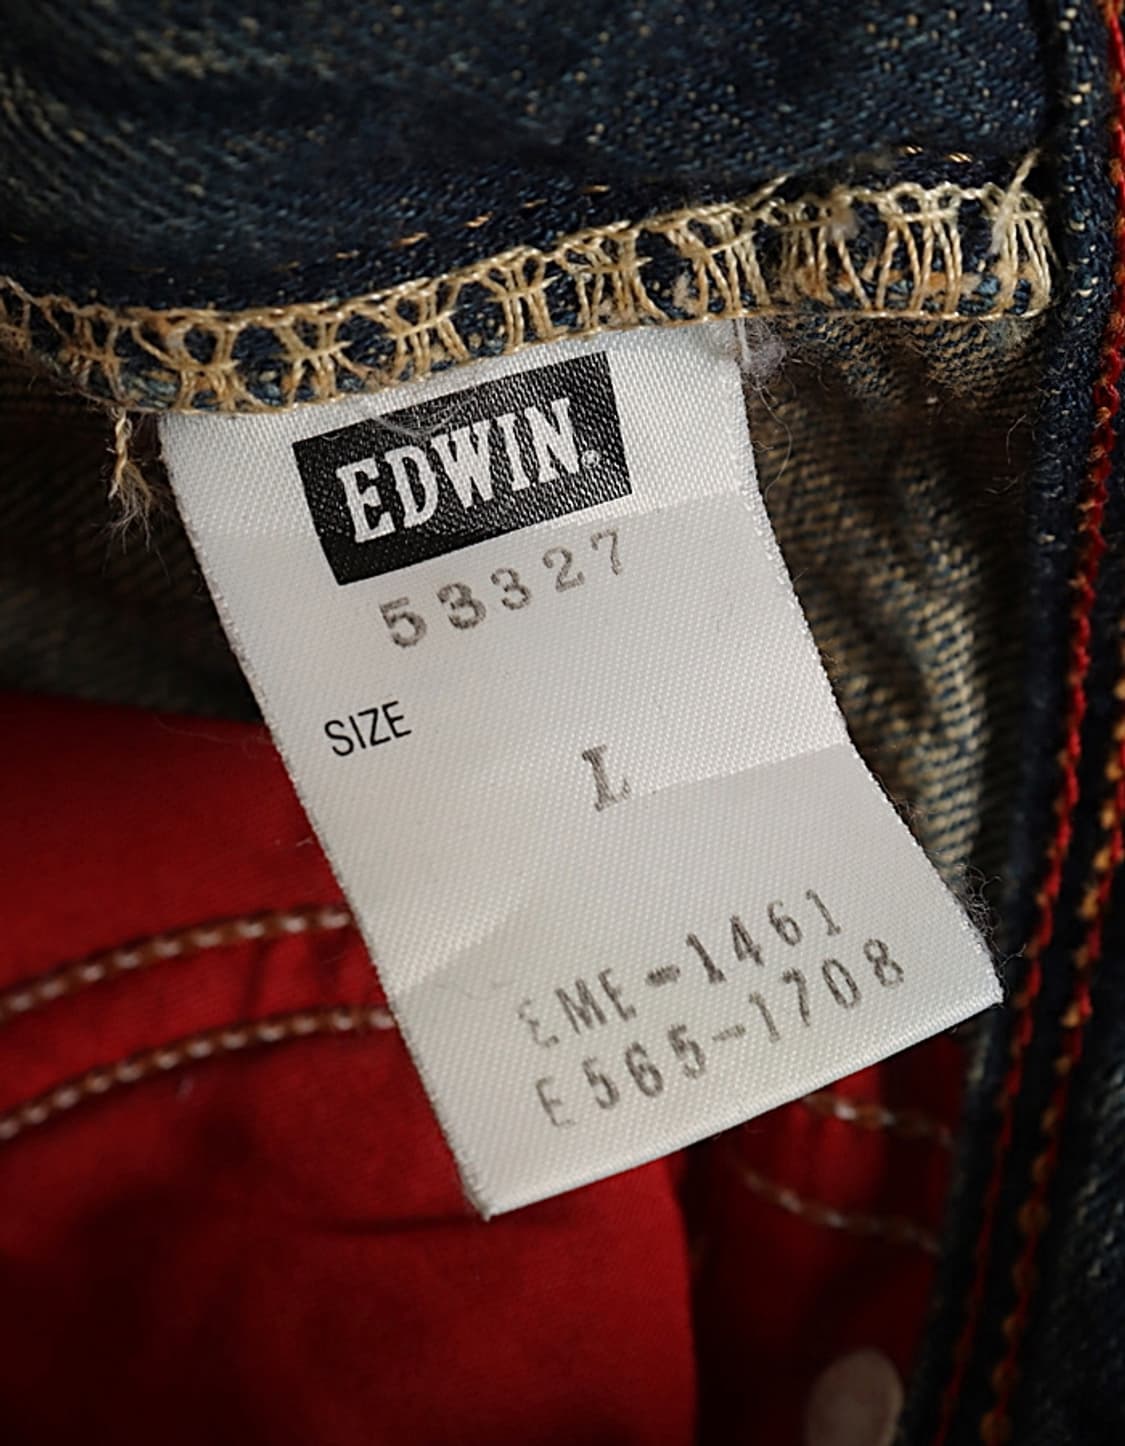 EDWIN.
53327
SIZE
L
EME-1461
E565-1708